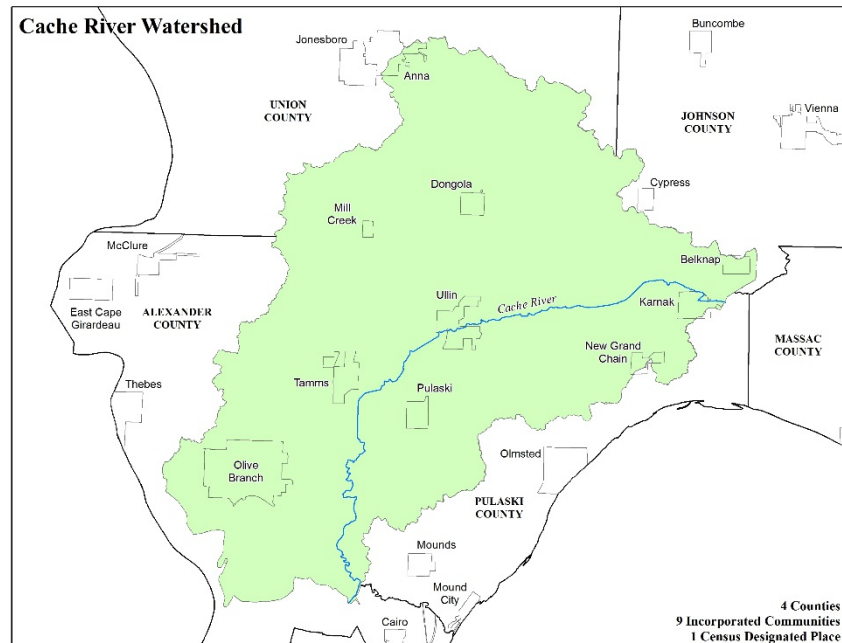 Cache River Watershed
Buncombe
Jonesboro
Anna
UNION
COUNTY
Vienna
JOHNSON
COUNTY
Dongola
Cypress
Mill
Creek
McClure
Belknap
East Cape
Girardeau
ALEXANDER
COUNTY
Ullin
Cache River
Karnak
MASSAC
COUNTY
New Grand
Chain
Thebes
Tamms
Pulaski
Olive
Branch
Olmsted
PULASKI
COUNTY
Mounds
Mound
City
Cairo
4 Counties
9 Incorporated Communities
1 Census Designated Place